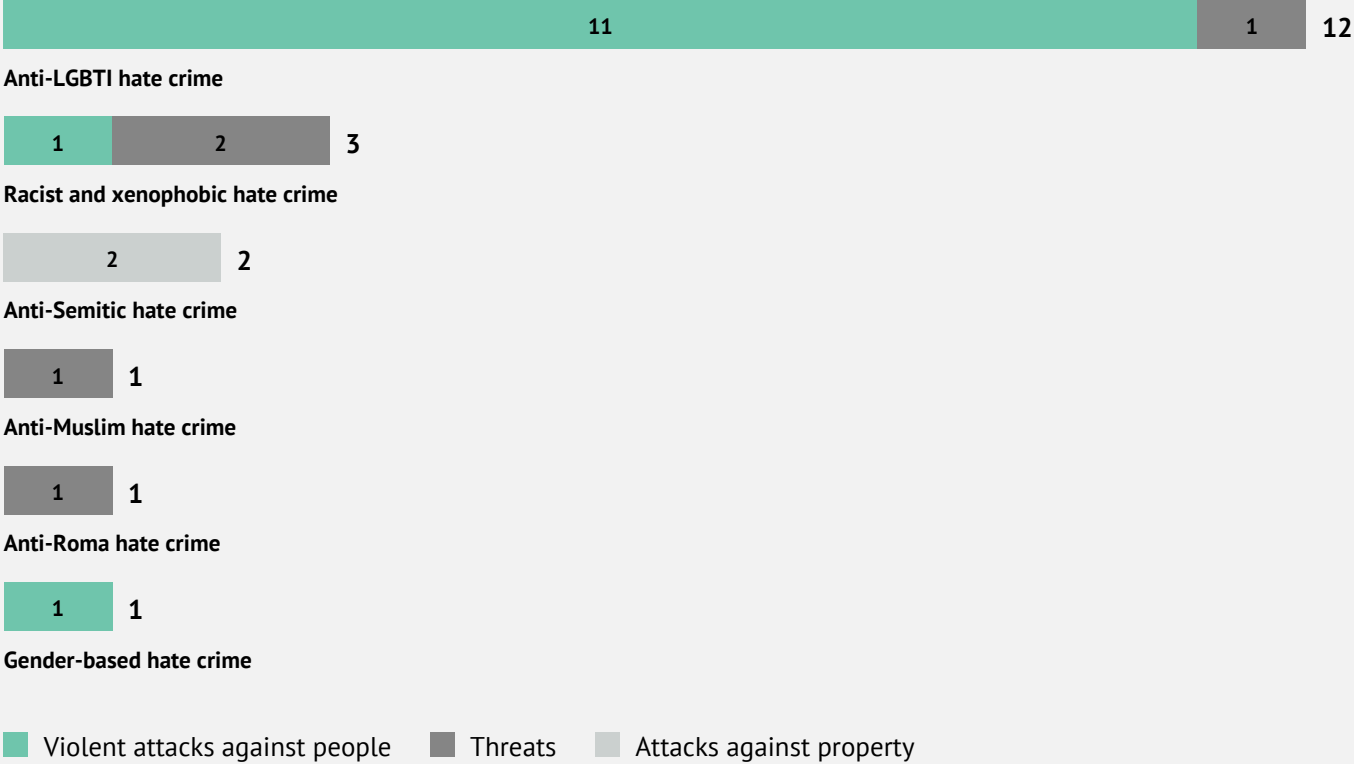 11 1 12
Anti-LGBTI hate crime
1 2 3
Racist and xenophobic hate crime
2 2
Anti-Semitic hate crime
1 1
Anti-Muslim hate crime
1 1
Anti-Roma hate crime
1 1
Gender-based hate crime
Violent attacks against people Threats Attacks against property